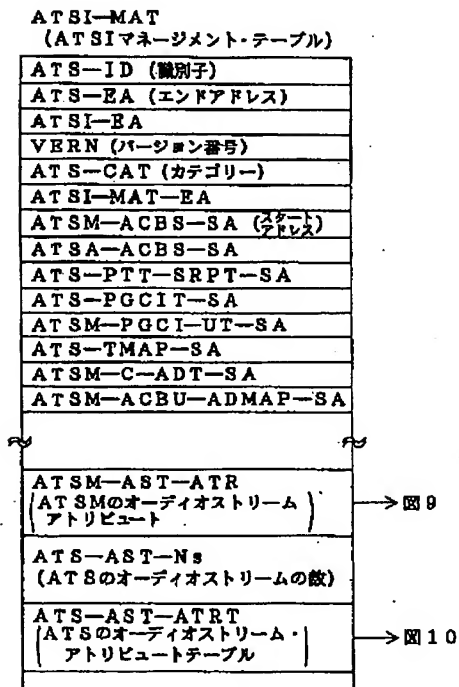 ATSI—MAT
(ATSIマネージメント・テーブル)
ATS—ID (識別子)
ATS—EA (エンドアドレス)
ATSI—EA
VERN (バージョン番号)
ATS—CAT (カテゴリー)
ATSI—MAT—EA
ATSM—ACBS—SA (スタートアドレス)
ATSA—ACBS—SA
ATS—PTT—SRPT—SA
ATS—PGCIT—SA
ATSM—PGCI—UT—SA
ATS—TMAP—SA
ATSM—C—ADT—SA
ATSM—ACBU—ADMAP—SA
ATSM—AST—ATR
(ATSMのオーディオストリーム
アトリビュート) →図9
ATS—AST—Ns
(ATSのオーディオストリームの数)
ATS—AST—ATRT
(ATSのオーディオストリーム・
アトリビュートテーブル) →図10